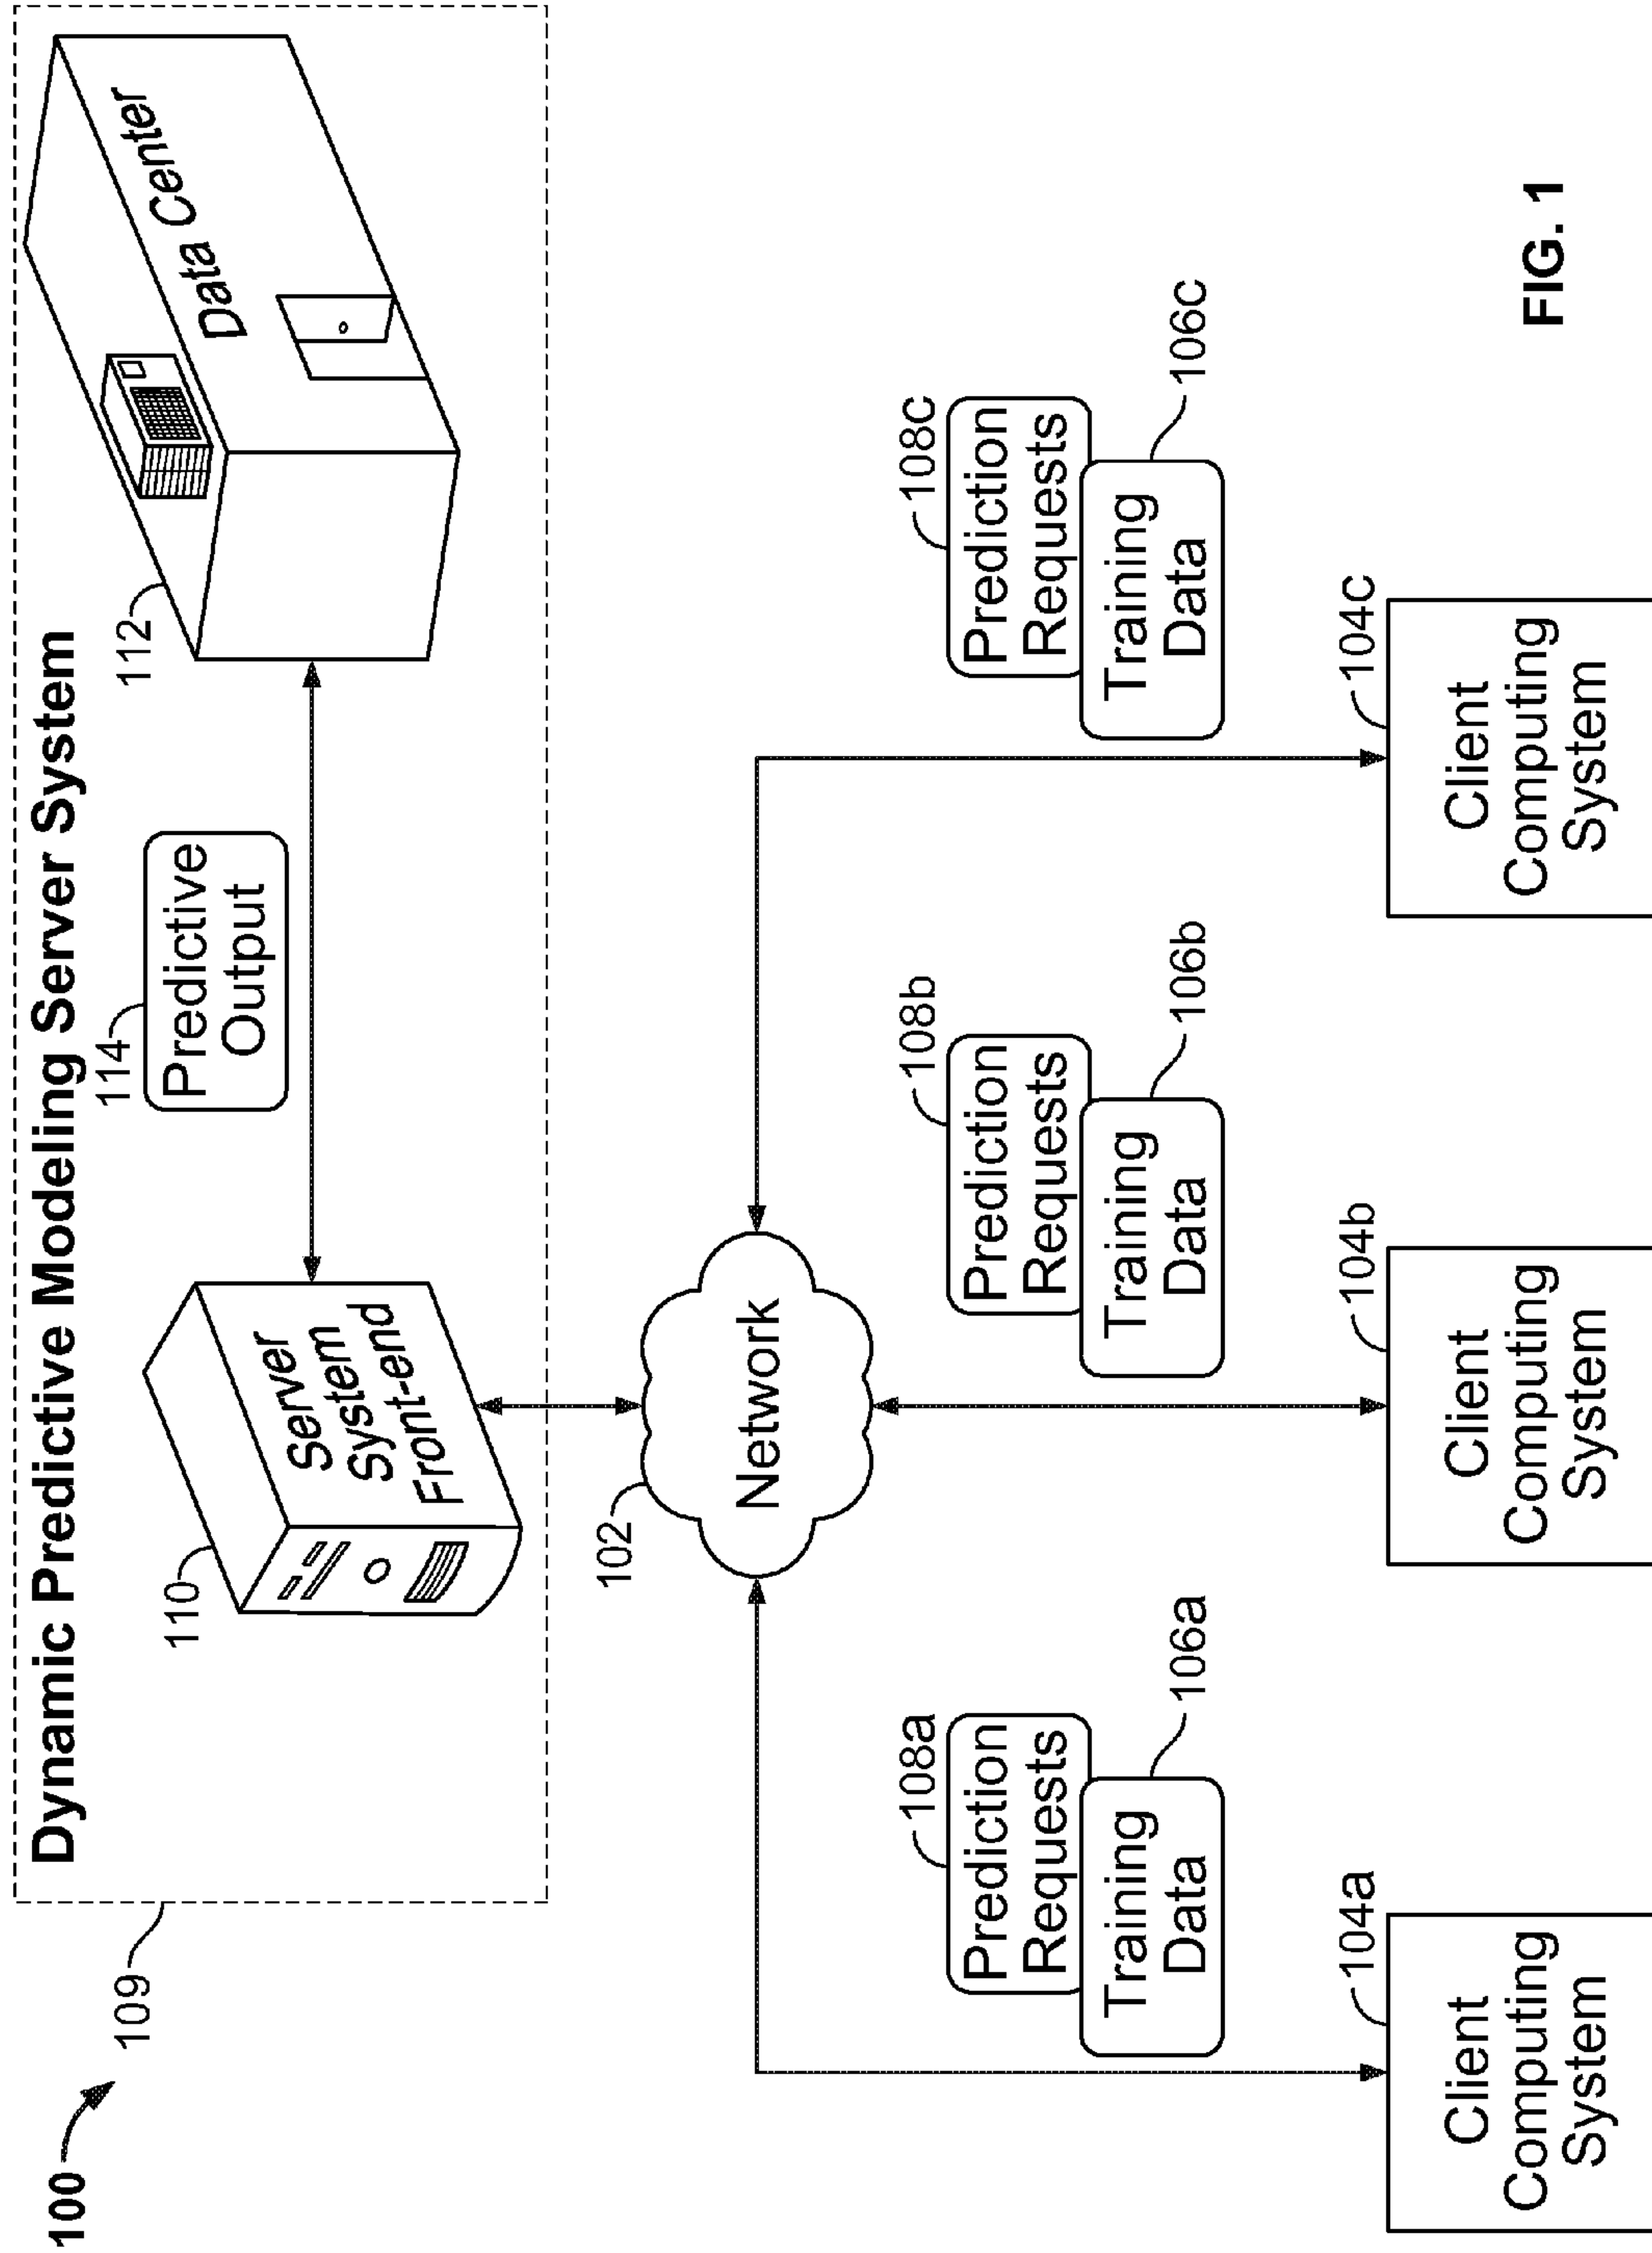 100
109
Dynamic Predictive Modeling Server System
110
Server
System
Front-end
114
Predictive
Output
112
Data Center
102
Network
108a
Prediction
Requests
106a
Training
Data
108b
Prediction
Requests
106b
Training
Data
108c
Prediction
Requests
106c
Training
Data
104a
Client
Computing
System
104b
Client
Computing
System
104c
Client
Computing
System
FIG. 1